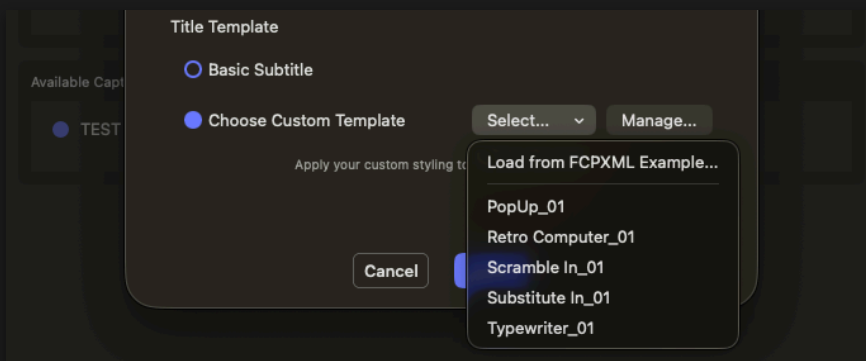 Title Template
Basic Subtitle
Available Capt
TEST
Choose Custom Template
Select...
Manage...
Apply your custom styling to
Load from FCPXML Example...
PopUp_01
Retro Computer_01
Scramble In_01
Substitute In_01
Typewriter_01
Cancel